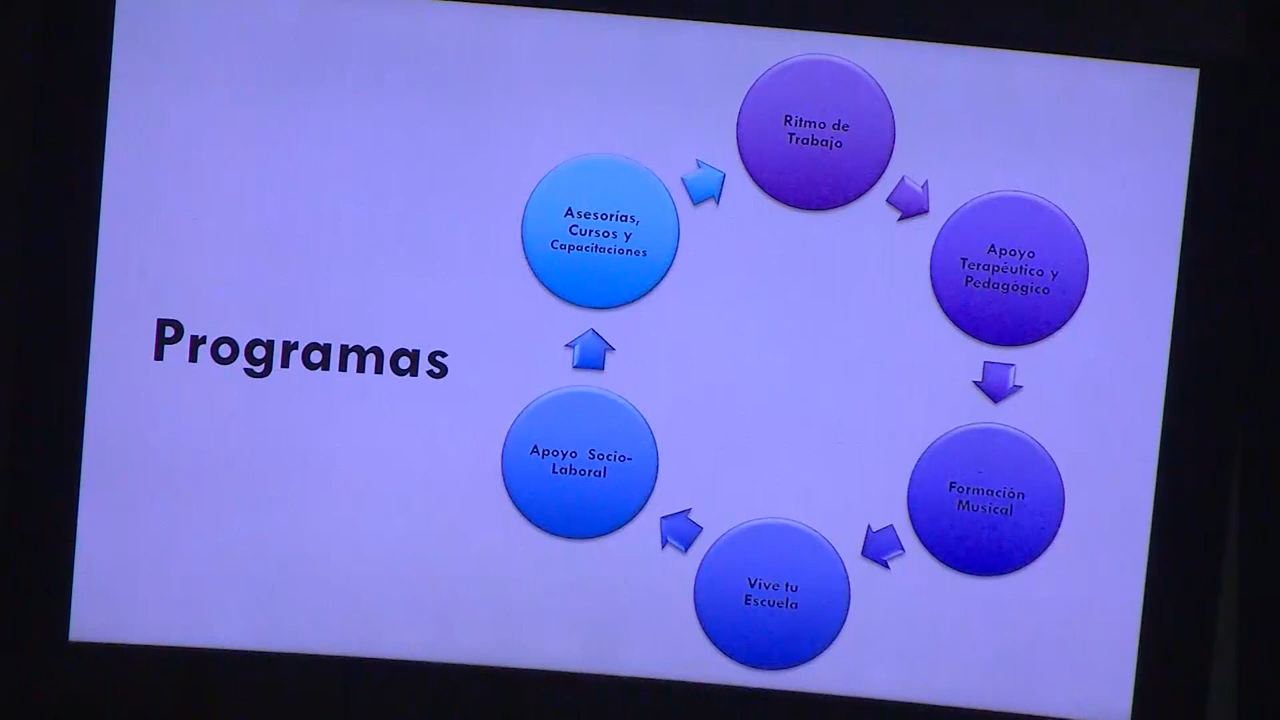 Programas
Ritmo de
Trabajo
Apoyo
Terapéutico y
Pedagógico
Formación
Musical
Vive tu
Escuela
Apoyo Socio-
Laboral
Asesorías,
Cursos y
Capacitaciones